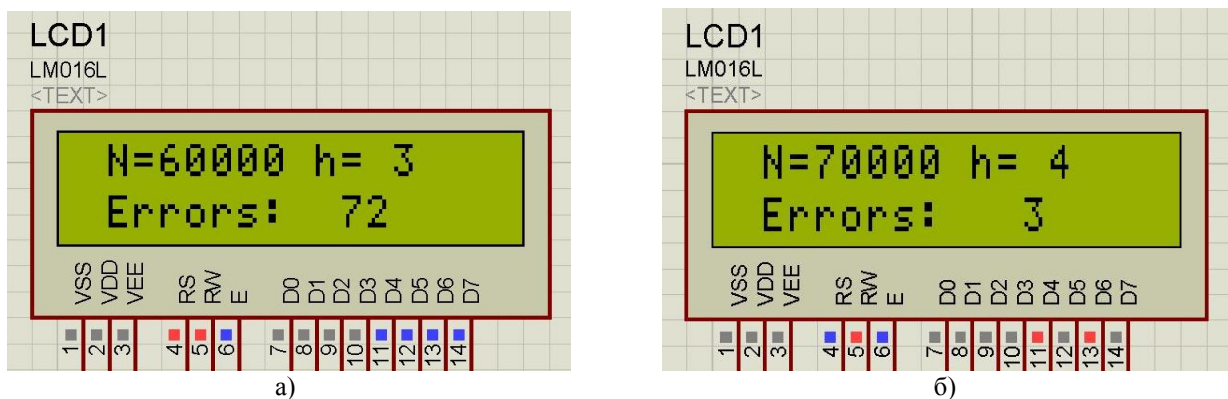 LCD1
LM016L
<TEXT>
N=60000 h= 3
Errors: 72
VSS VDD VEE RS RW E D0 D1 D2 D3 D4 D5 D6 D7
1 2 3 4 5 6 7 8 9 10 11 12 13 14
а)
LCD1
LM016L
<TEXT>
N=70000 h= 4
Errors: 3
VSS VDD VEE RS RW E D0 D1 D2 D3 D4 D5 D6 D7
1 2 3 4 5 6 7 8 9 10 11 12 13 14
б)